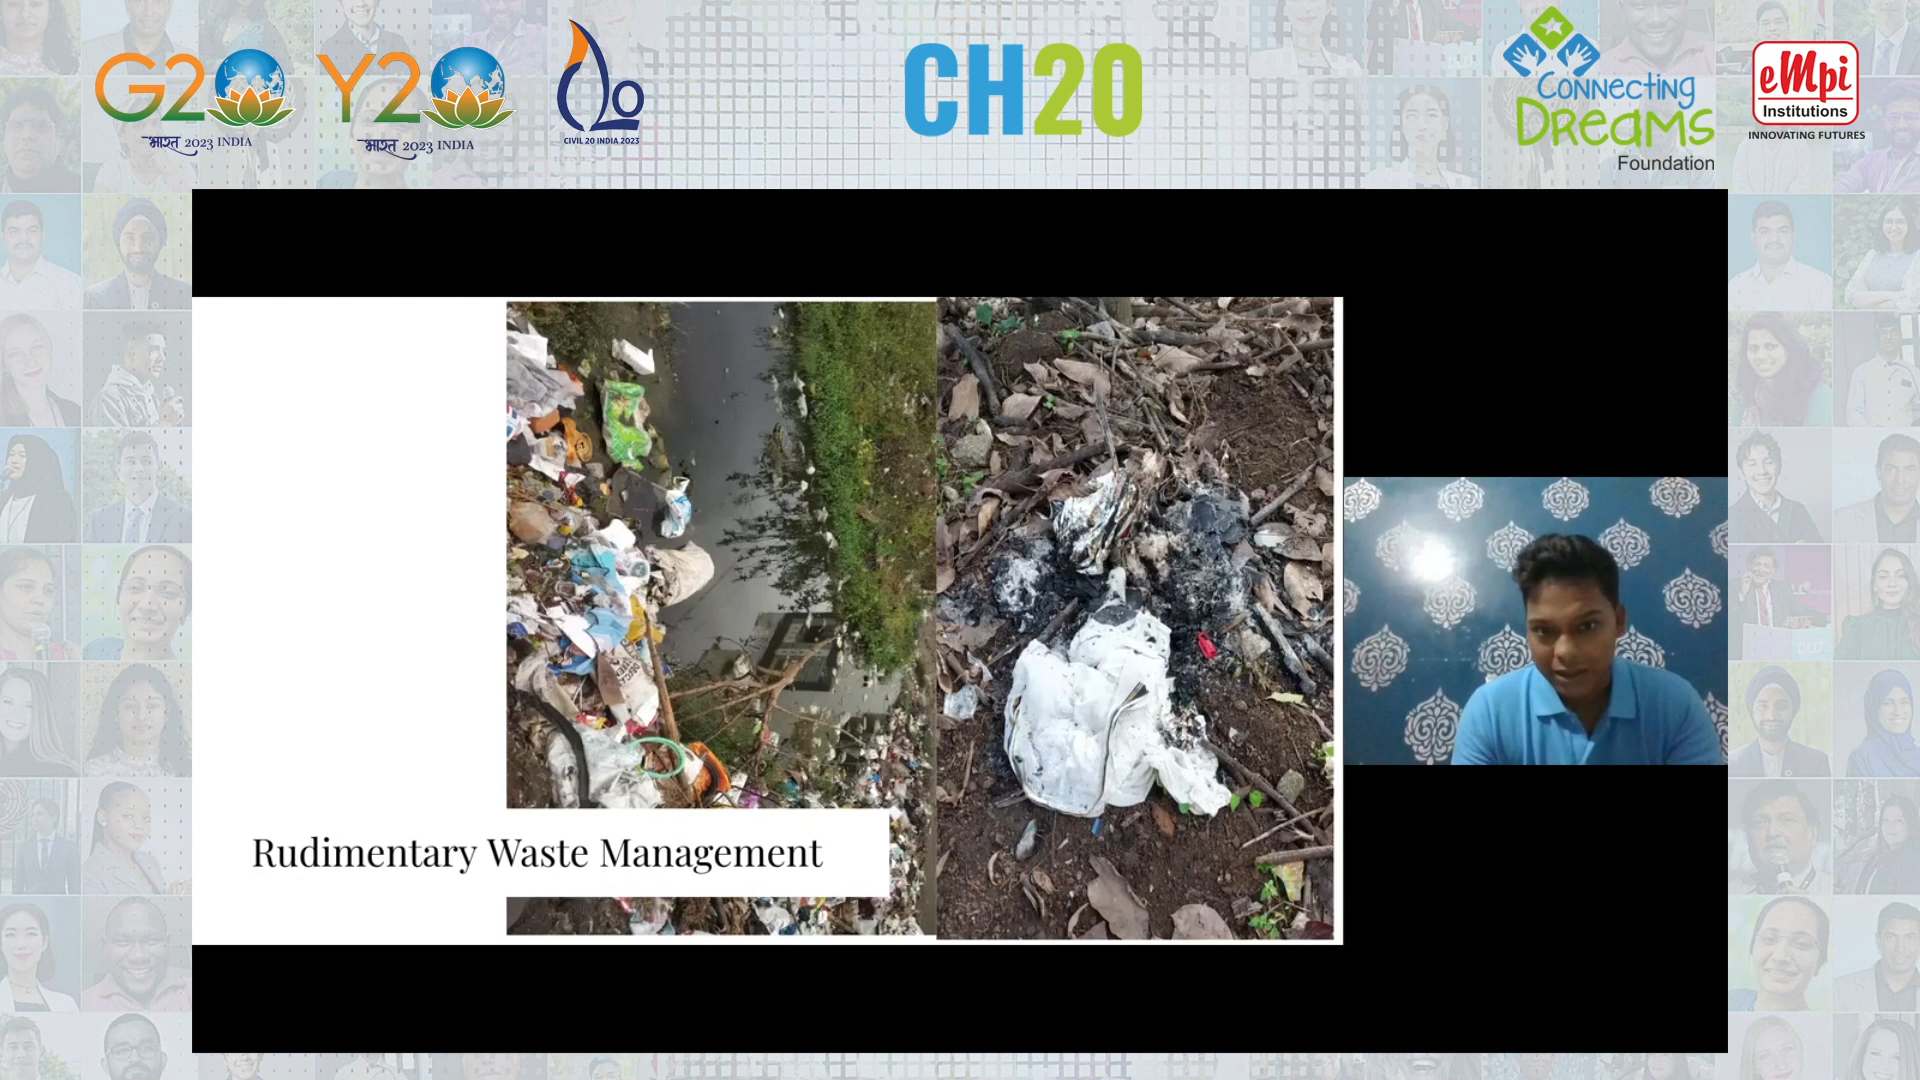 G20
भारत 2023 INDIA
Y20
भारत 2023 INDIA
CIVIL 20 INDIA 2023
CH20
Connecting
Dreams
Foundation
eMpi
Institutions
INNOVATING FUTURES
Rudimentary Waste Management